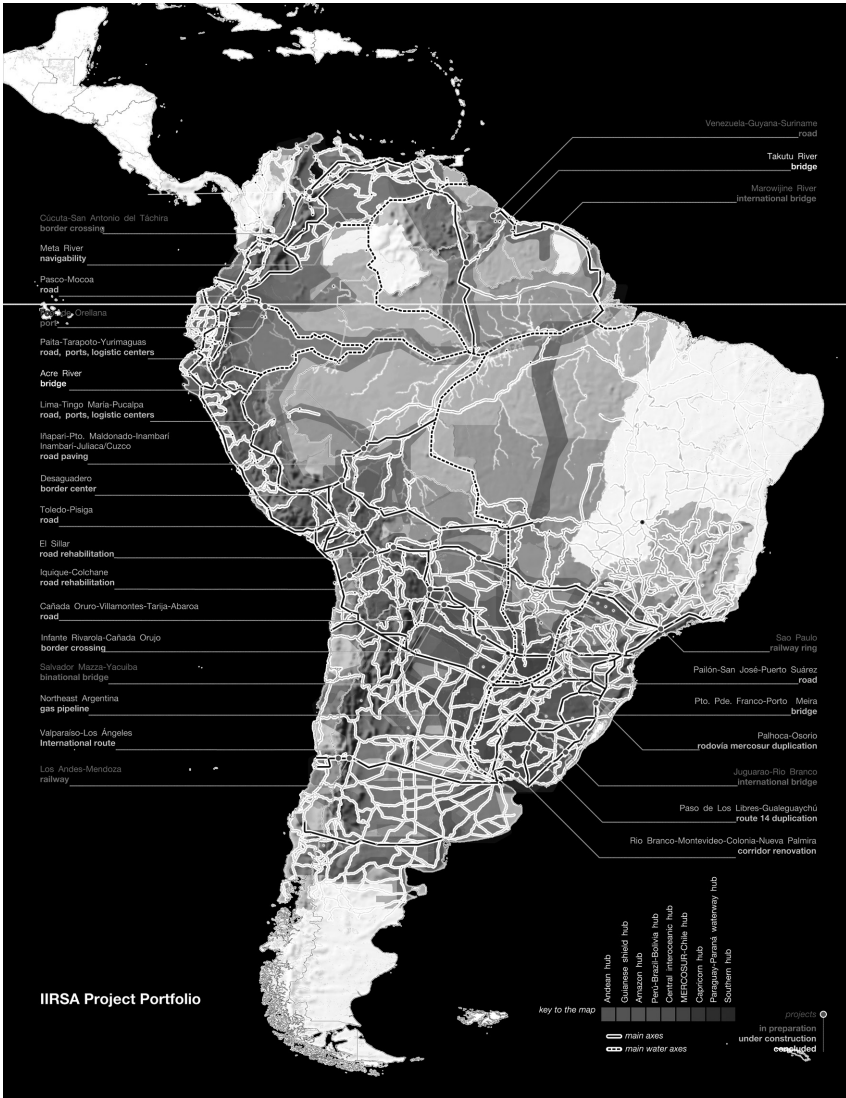 Venezuela-Guyana-Suriname
road
Takutu River
bridge
Marowijine River
international bridge
Cúcuta-San Antonio del Táchira
border crossing
Meta River
navigability
Pasco-Mocoa
road
de Orellana
port
Paita-Tarapoto-Yurimaguas
road, ports, logistic centers
Acre River
bridge
Lima-Tingo María-Pucalpa
road, ports, logistic centers
Iñapari-Pto. Maldonado-Inambarí
Inambarí-Juliaca/Cuzco
road paving
Desaguadero
border center
Toledo-Pisiga
road
El Sillar
road rehabilitation
Iquique-Colchane
road rehabilitation
Cañada Oruro-Villamontes-Tarija-Abaroa
road
Infante Rivarola-Cañada Orujo
border crossing
Salvador Mazza-Yacuiba
binational bridge
Northeast Argentina
gas pipeline
Valparaíso-Los Ángeles
International route
Los Andes-Mendoza
railway
Sao Paulo
railway ring
Pailón-San José-Puerto Suárez
road
Pto. Pde. Franco-Porto Meira
bridge
Palhoca-Osorio
rodovia mercosur duplication
Juguarao-Rio Branco
international bridge
Paso de Los Libres-Gualeguaychú
route 14 duplication
Rio Branco-Montevideo-Colonia-Nueva Palmira
corridor renovation
IIRSA Project Portfolio
key to the map
Andean hub
Guianese shield hub
Amazon hub
Perú-Brazil-Bolivia hub
Central interoceanic hub
MERCOSUR-Chile hub
Capricorn hub
Paraguay-Paraná waterway hub
Southern hub
main axes
main water axes
projects
in preparation
under construction
concluded